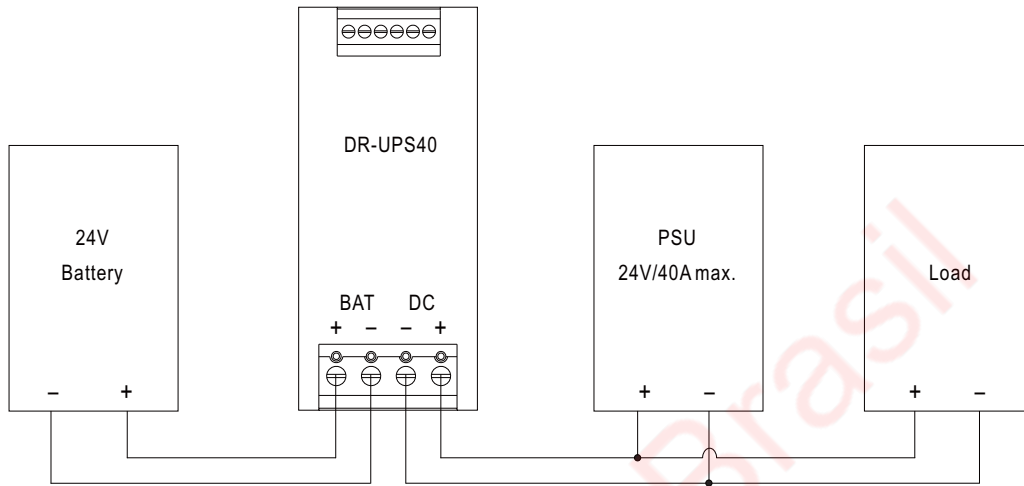 DR-UPS40
24V
Battery
BAT DC
+ − − +
− +
PSU
24V/40A max.
+ −
Load
+ −
Brasil